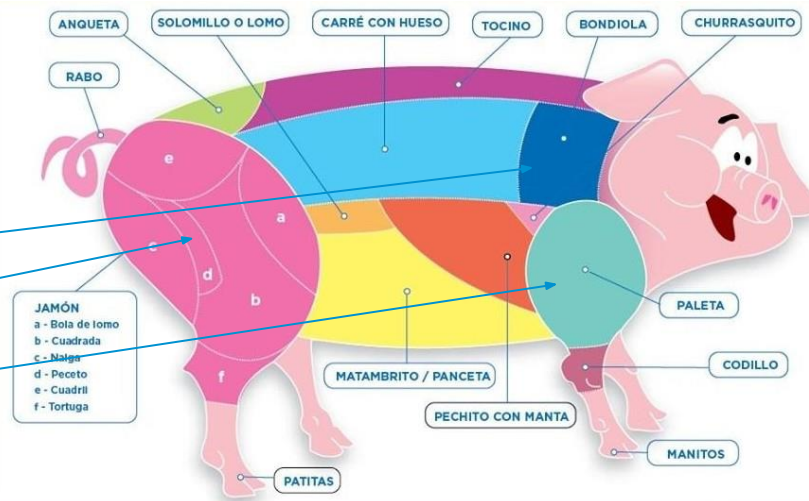 ANQUETA
SOLOMILLO O LOMO
CARRÉ CON HUESO
TOCINO
BONDIOLA
CHURRASQUITO
RABO
e
a
c
d
b
f
JAMÓN
a - Bola de lomo
b - Cuadrada
c - Nalga
d - Peceto
e - Cuadril
f - Tortuga
PALETA
MATAMBRITO / PANCETA
CODILLO
PECHITO CON MANTA
MANITOS
PATITAS